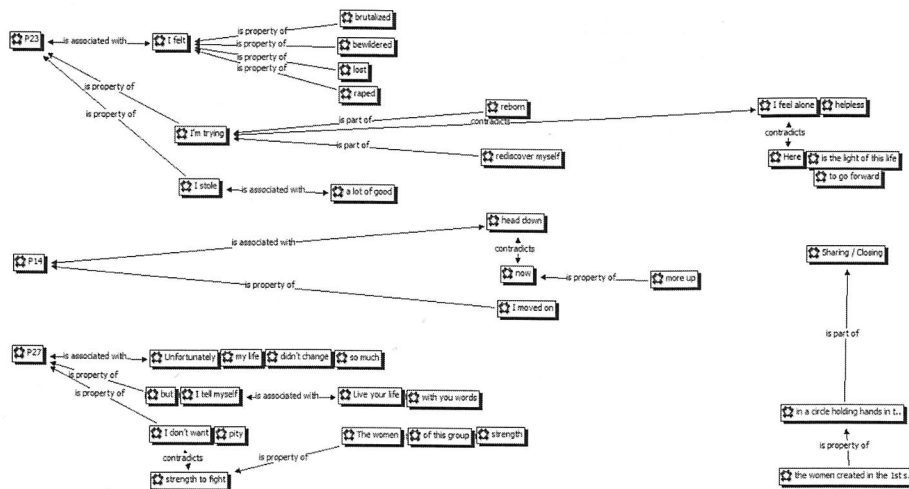 brutalized
is property of
P23
is associated with
I felt
is property of
bewildered
is property of
lost
is property of
raped
is property of
reborn
I feel alone
helpless
is part of
contradicts
is property of
I'm trying
contradicts
is part of
rediscover myself
Here
is the light of this life
to go forward
I stole
is associated with
a lot of good
head down
is associated with
contradicts
Sharing / Closing
P14
now
is property of
more up
is property of
I moved on
is part of
P27
is associated with
Unfortunately
my life
didn't change
so much
is property of
but
I tell myself
is associated with
Live your life
with you words
is property of
in a circle holding hands in t..
I don't want
pity
The women
of this group
strength
contradicts
is property of
is property of
strength to fight
the women created in the 1st s..